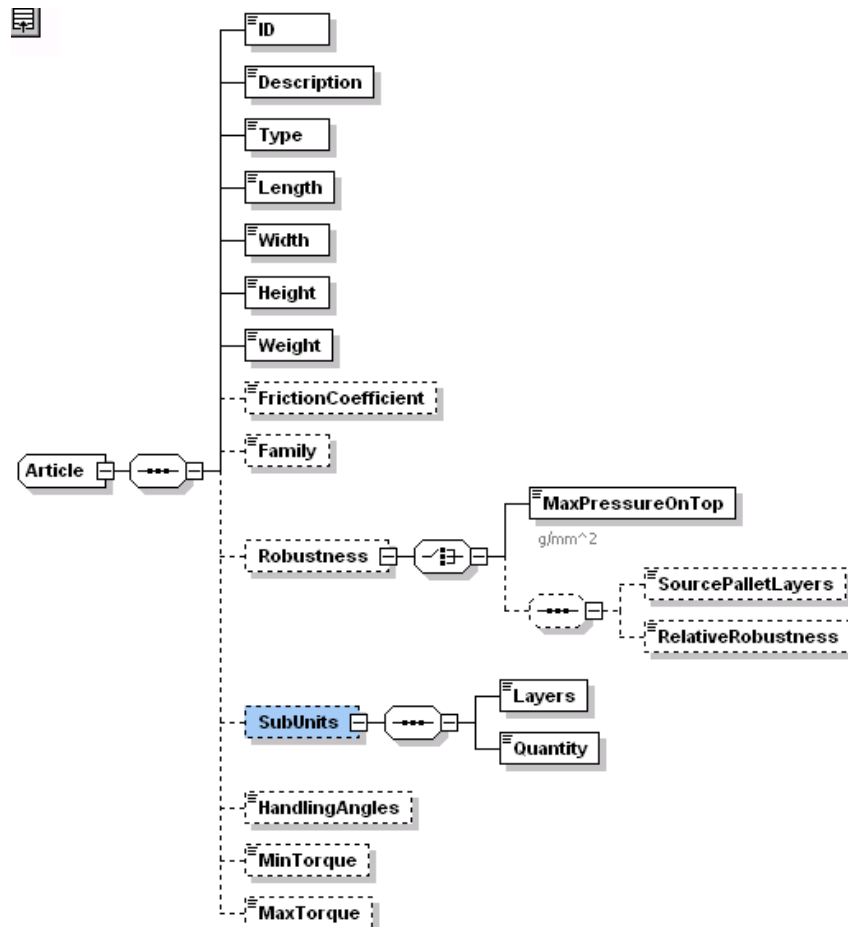 ID
Description
Type
Length
Width
Height
Weight
FrictionCoefficient
Family
Article
Robustness
MaxPressureOnTop
g/mm^2
SourcePalletLayers
RelativeRobustness
SubUnits
Layers
Quantity
HandlingAngles
MinTorque
MaxTorque